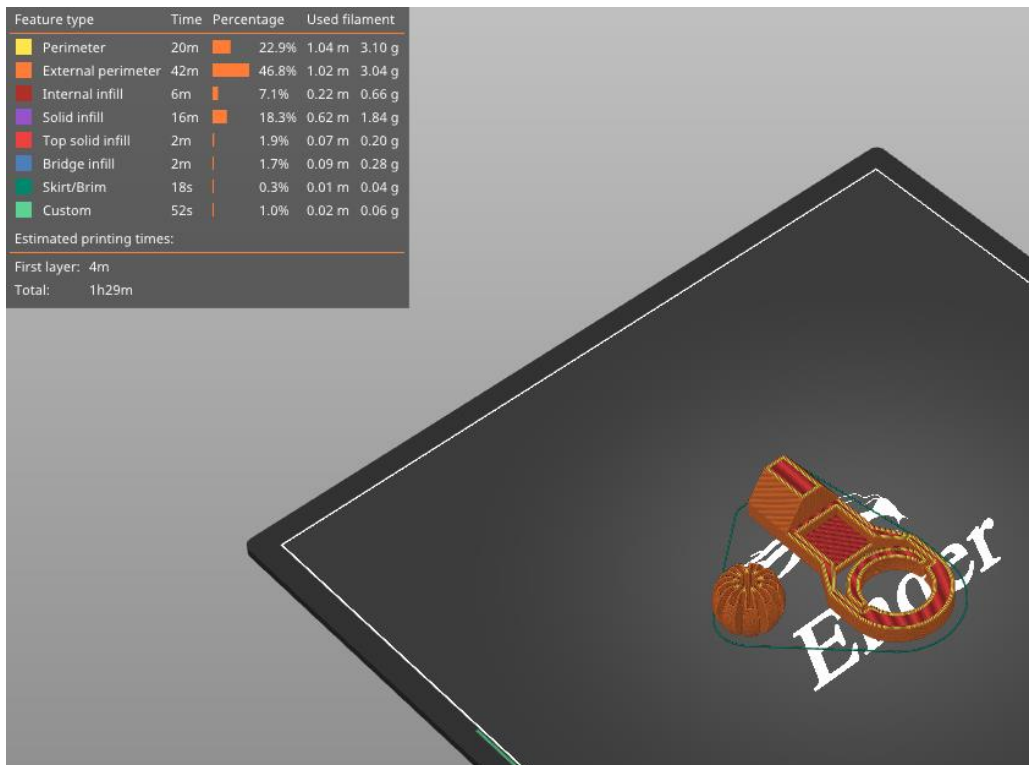 Feature type Time Percentage Used filament
Perimeter 20m 22.9% 1.04 m 3.10 g
External perimeter 42m 46.8% 1.02 m 3.04 g
Internal infill 6m 7.1% 0.22 m 0.66 g
Solid infill 16m 18.3% 0.62 m 1.84 g
Top solid infill 2m 1.9% 0.07 m 0.20 g
Bridge infill 2m 1.7% 0.09 m 0.28 g
Skirt/Brim 18s 0.3% 0.01 m 0.04 g
Custom 52s 1.0% 0.02 m 0.06 g
Estimated printing times:
First layer: 4m
Total: 1h29m
Ender